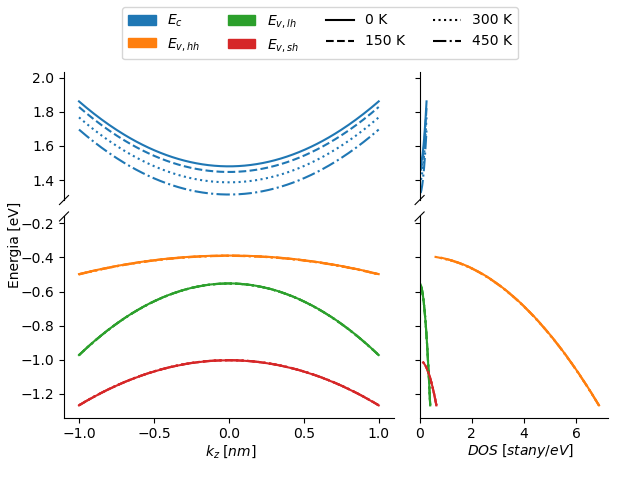 E_c E_{v, lh} 0 K 300 K
E_{v, hh} E_{v, sh} 150 K 450 K
2.0
1.8
1.6
1.4
−0.2
−0.4
−0.6
−0.8
−1.0
−1.2
Energia [eV]
−1.0 −0.5 0.0 0.5 1.0
k_z [nm]
0 2 4 6
DOS [stany/eV]